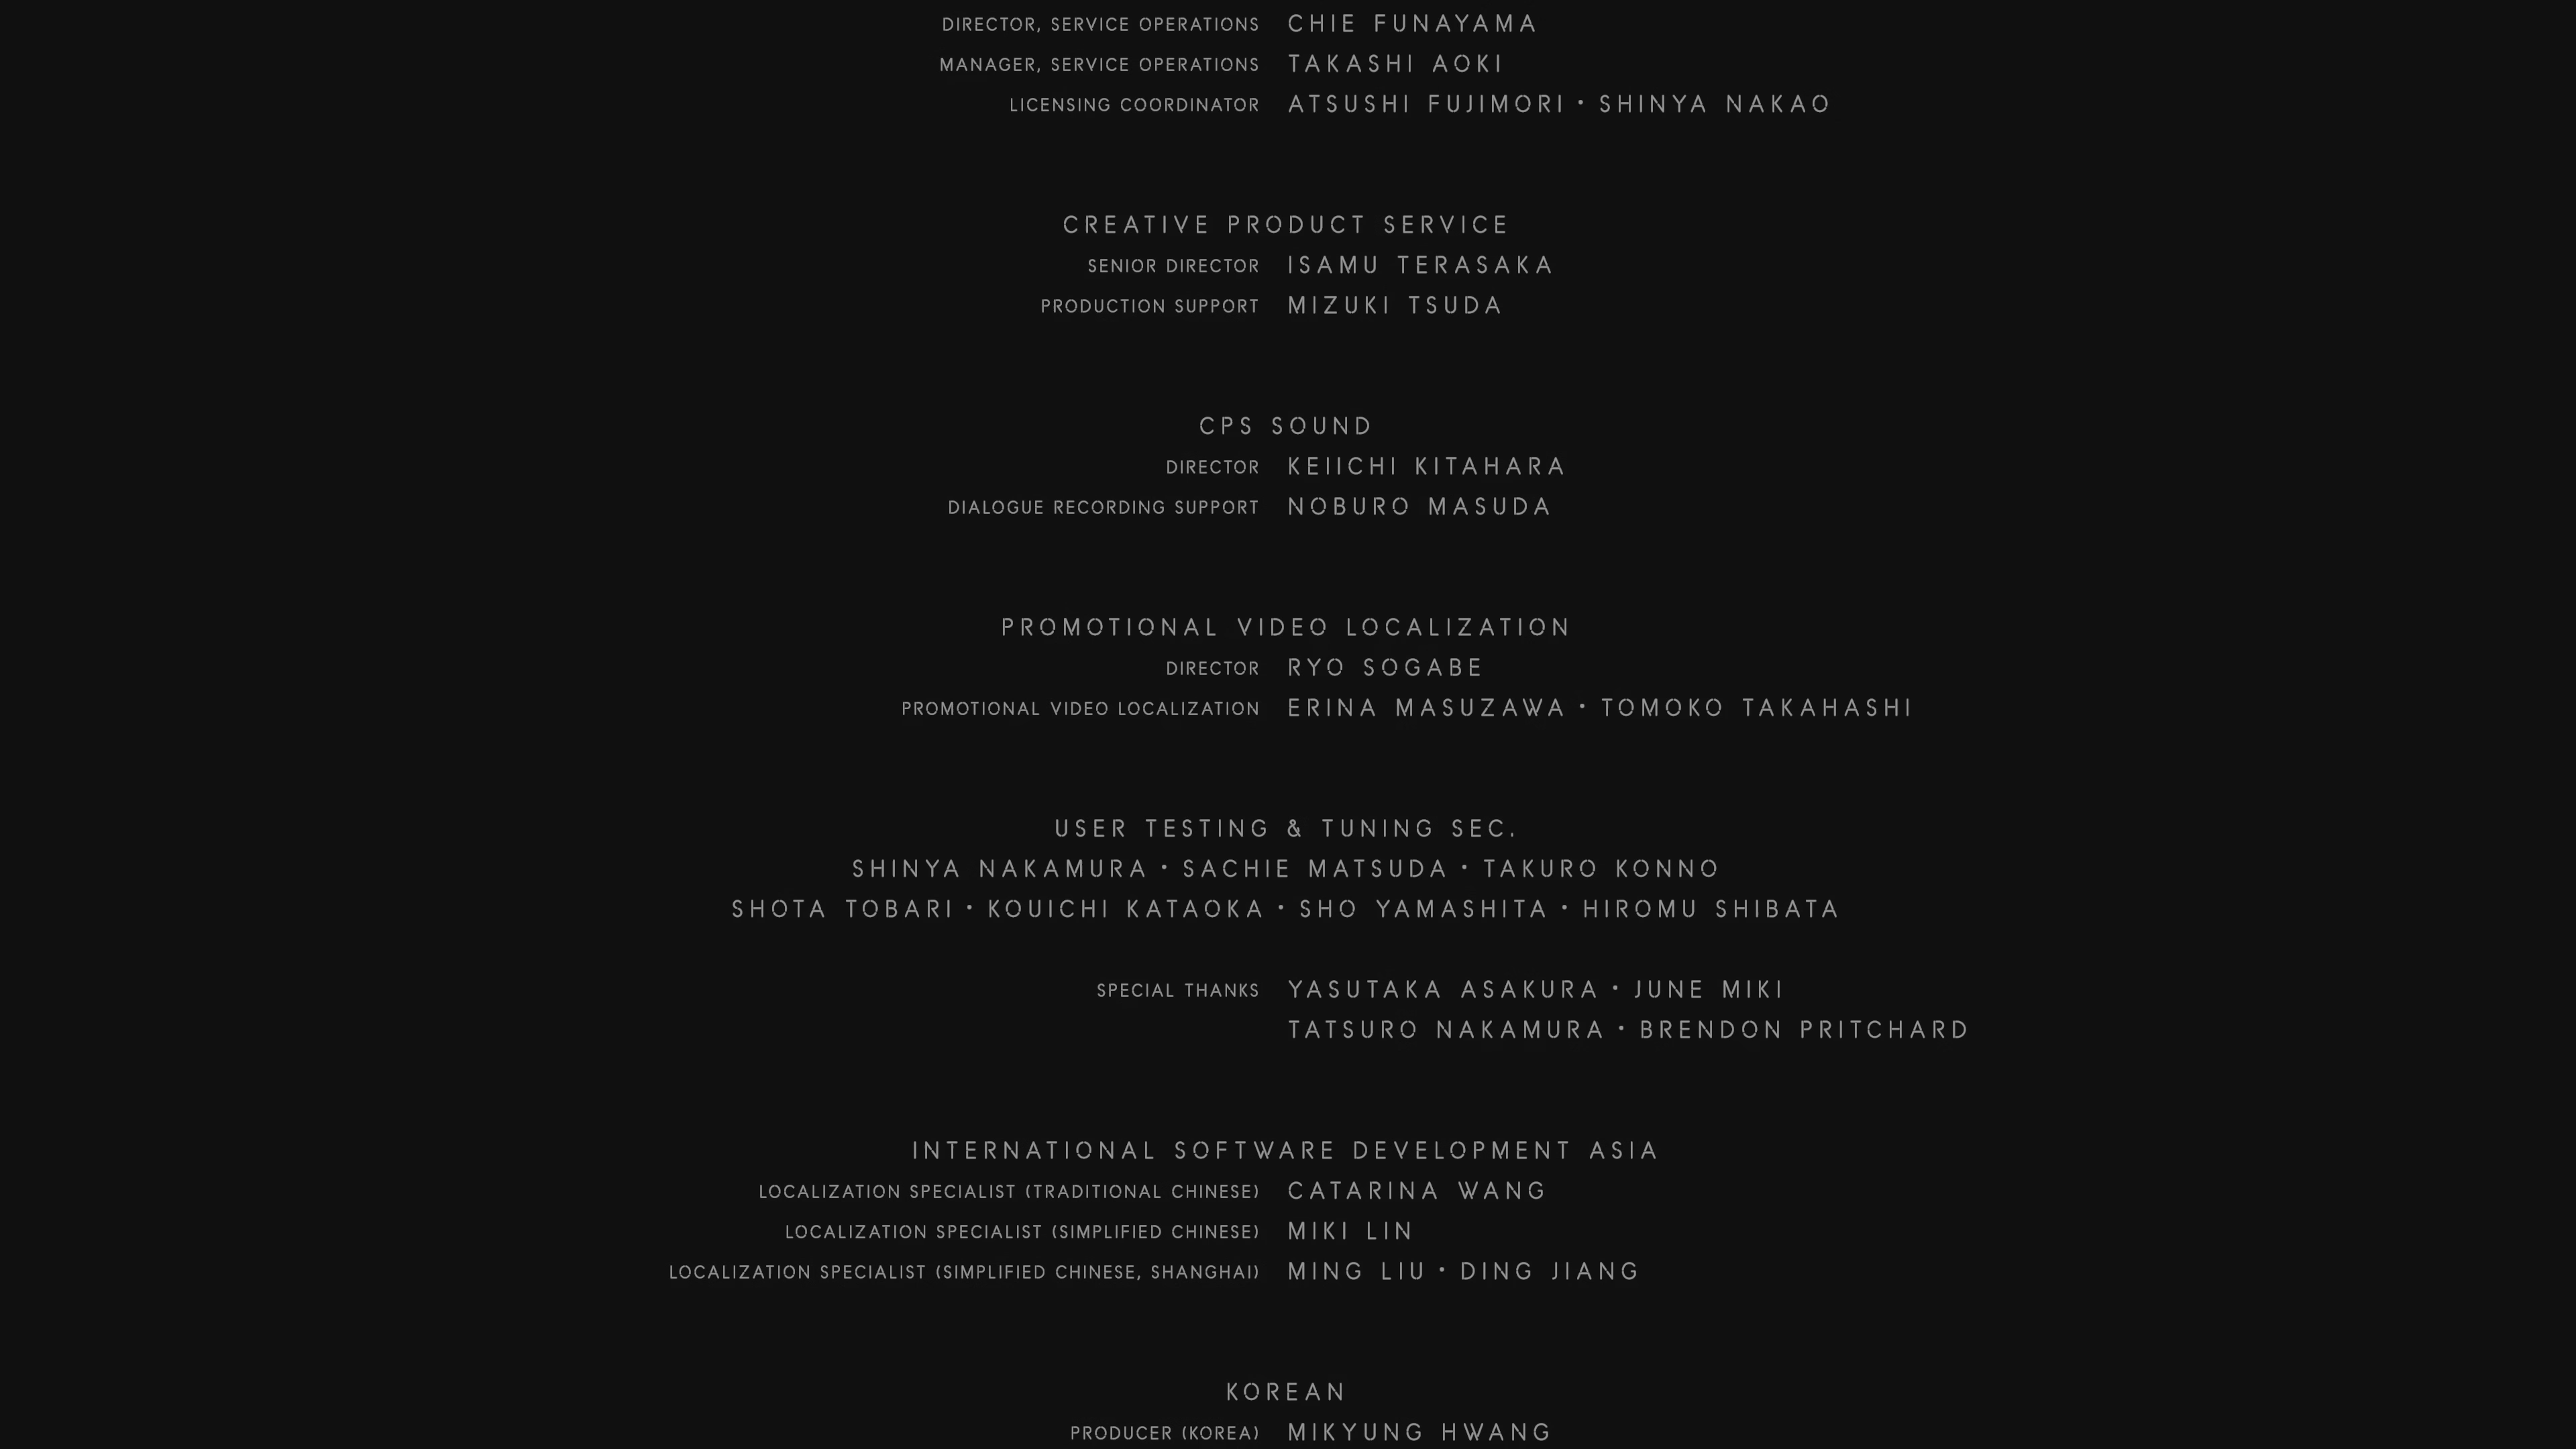 DIRECTOR, SERVICE OPERATIONS CHIE FUNAYAMA
MANAGER, SERVICE OPERATIONS TAKASHI AOKI
LICENSING COORDINATOR ATSUSHI FUJIMORI・SHINYA NAKAO
CREATIVE PRODUCT SERVICE
SENIOR DIRECTOR ISAMU TERASAKA
PRODUCTION SUPPORT MIZUKI TSUDA
CPS SOUND
DIRECTOR KEIICHI KITAHARA
DIALOGUE RECORDING SUPPORT NOBURO MASUDA
PROMOTIONAL VIDEO LOCALIZATION
DIRECTOR RYO SOGABE
PROMOTIONAL VIDEO LOCALIZATION ERINA MASUZAWA・TOMOKO TAKAHASHI
USER TESTING & TUNING SEC.
SHINYA NAKAMURA・SACHIE MATSUDA・TAKURO KONNO
SHOTA TOBARI・KOUICHI KATAOKA・SHO YAMASHITA・HIROMU SHIBATA
SPECIAL THANKS YASUTAKA ASAKURA・JUNE MIKI
TATSURO NAKAMURA・BRENDON PRITCHARD
INTERNATIONAL SOFTWARE DEVELOPMENT ASIA
LOCALIZATION SPECIALIST (TRADITIONAL CHINESE) CATARINA WANG
LOCALIZATION SPECIALIST (SIMPLIFIED CHINESE) MIKI LIN
LOCALIZATION SPECIALIST (SIMPLIFIED CHINESE, SHANGHAI) MING LIU・DING JIANG
KOREAN
PRODUCER (KOREA) MIKYUNG HWANG